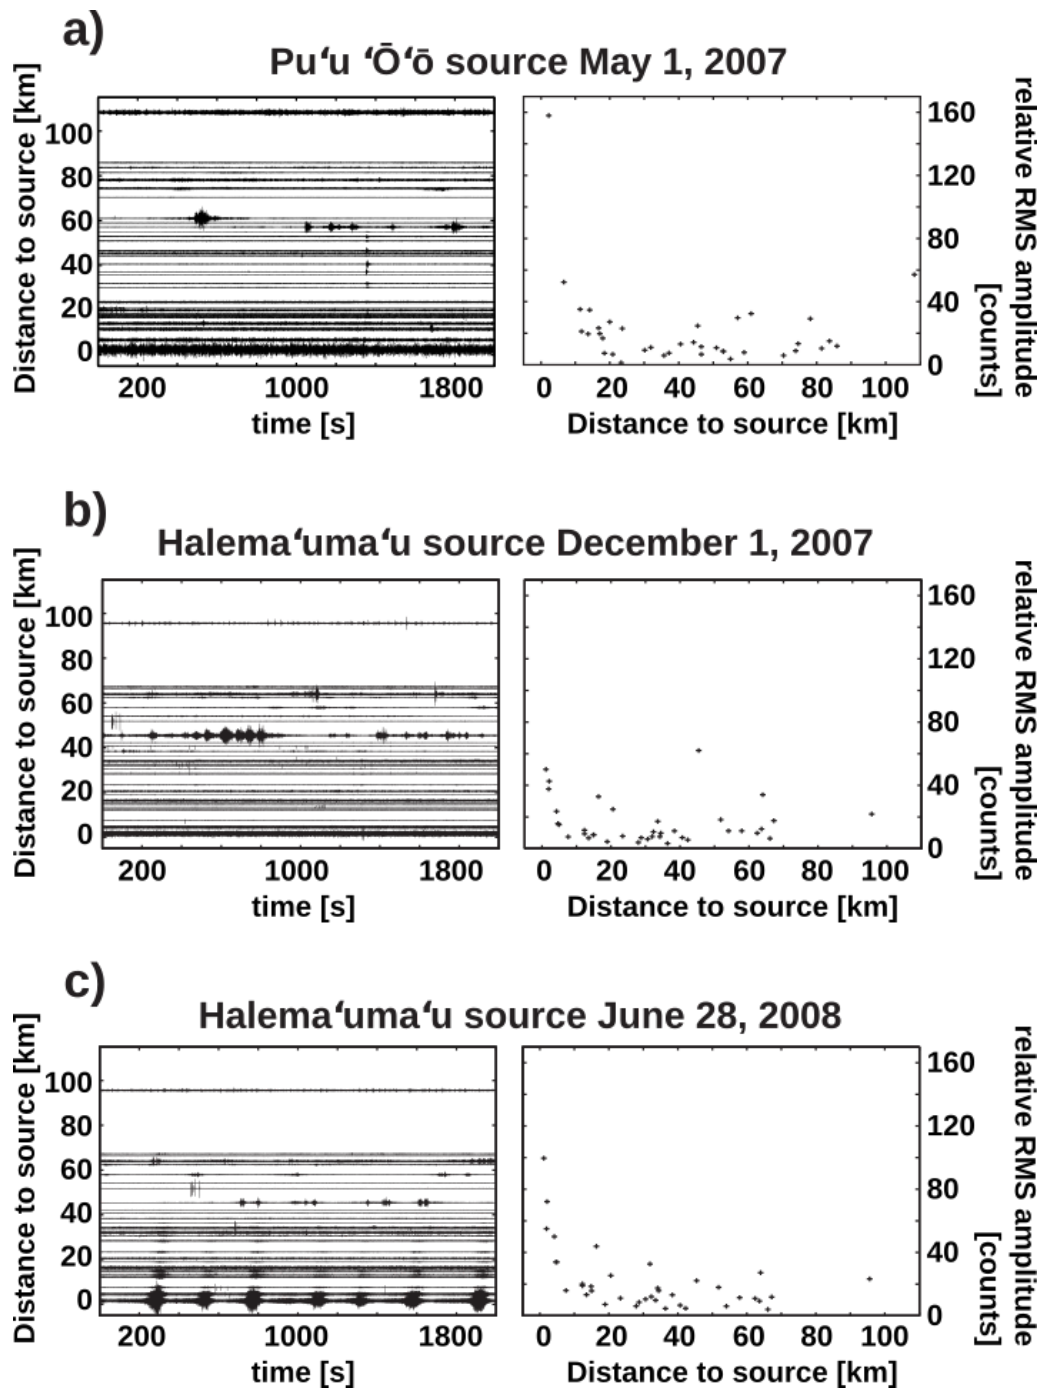 a)
Puʻu ʻŌʻō source May 1, 2007
Distance to source [km]
100
80
60
40
20
0
200 1000 1800
time [s]
relative RMS amplitude
[counts]
160
120
80
40
0
0 20 40 60 80 100
Distance to source [km]
b)
Halemaʻumaʻu source December 1, 2007
Distance to source [km]
100
80
60
40
20
0
200 1000 1800
time [s]
relative RMS amplitude
[counts]
160
120
80
40
0
0 20 40 60 80 100
Distance to source [km]
c)
Halemaʻumaʻu source June 28, 2008
Distance to source [km]
100
80
60
40
20
0
200 1000 1800
time [s]
relative RMS amplitude
[counts]
160
120
80
40
0
0 20 40 60 80 100
Distance to source [km]